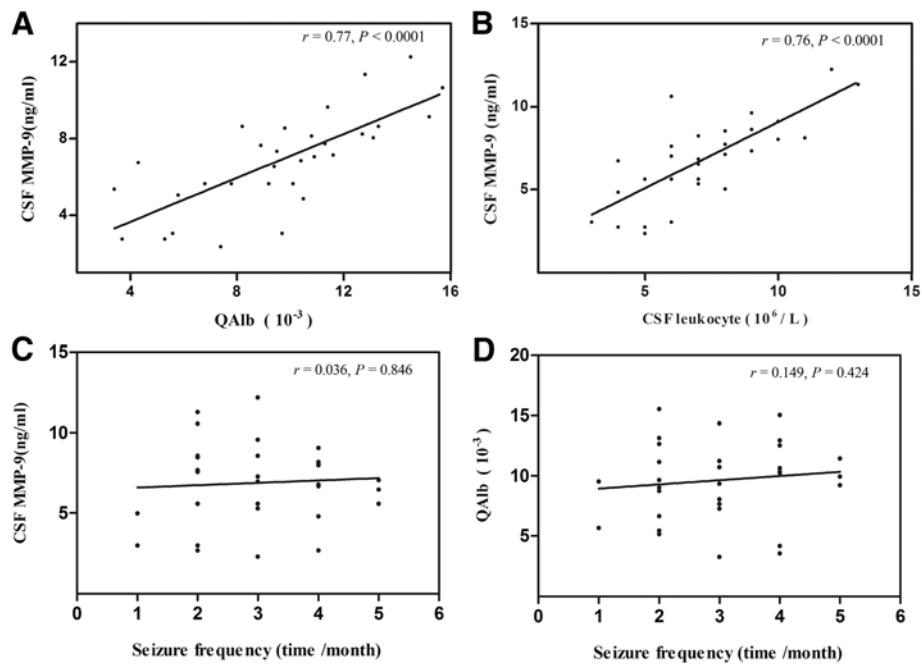 A
r = 0.77, P < 0.0001
12
8
4
CSF MMP-9(ng/ml)
4
8
12
16
QAlb ( 10-3 )
B
r = 0.76, P < 0.0001
15
10
5
CSF MMP-9 (ng/ml)
5
10
15
CSF leukocyte ( 10 6 / L )
C
r = 0.036, P = 0.846
15
10
5
0
CSF MMP-9(ng/ml)
0
1
2
3
4
5
6
Seizure frequency (time /month)
D
r = 0.149, P = 0.424
20
15
10
5
0
QAlb ( 10-3)
0
1
2
3
4
5
6
Seizure frequency (time /month)